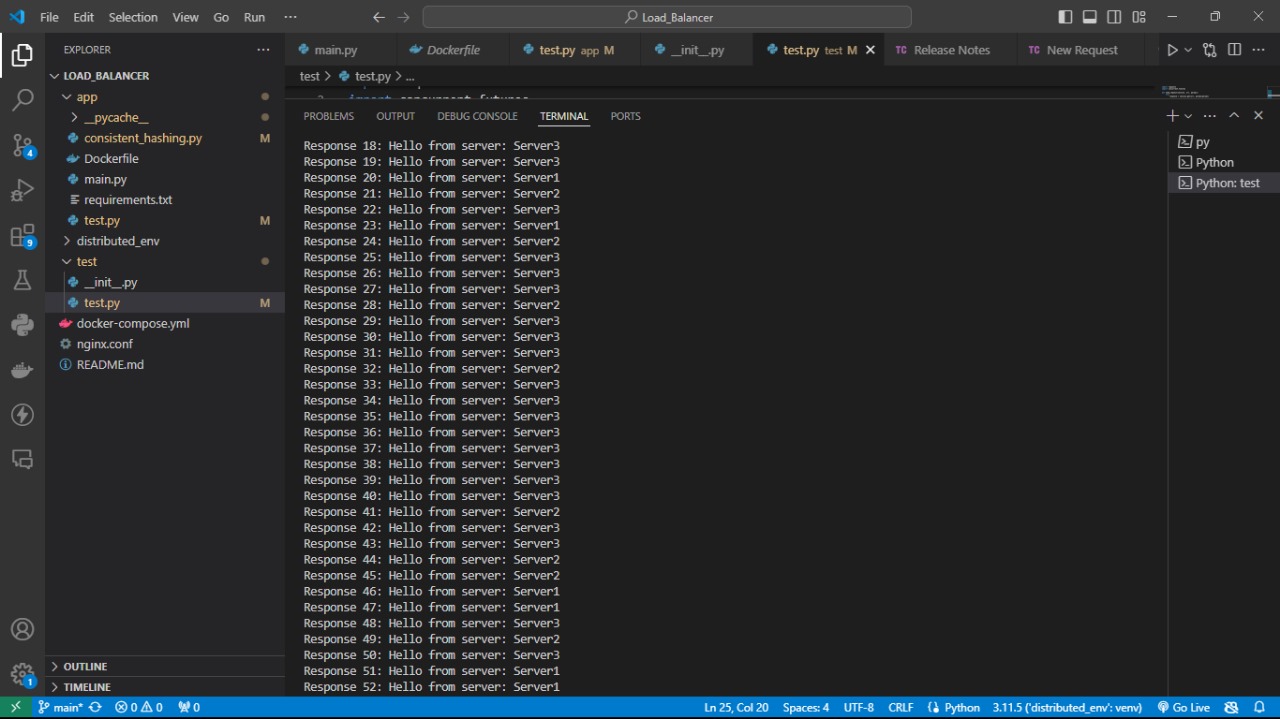 File Edit Selection View Go Run ··· Load_Balancer
EXPLORER ···
LOAD_BALANCER
app
__pycache__
consistent_hashing.py M
Dockerfile
main.py
requirements.txt
test.py M
distributed_env
test
__init__.py
test.py M
docker-compose.yml
nginx.conf
README.md
OUTLINE
TIMELINE
4
9
1
main.py Dockerfile test.py app M __init__.py test.py test M TC Release Notes TC New Request
test > test.py > ...
import concurrent.futures
PROBLEMS OUTPUT DEBUG CONSOLE TERMINAL PORTS
Response 18: Hello from server: Server3
Response 19: Hello from server: Server3
Response 20: Hello from server: Server1
Response 21: Hello from server: Server2
Response 22: Hello from server: Server3
Response 23: Hello from server: Server1
Response 24: Hello from server: Server2
Response 25: Hello from server: Server3
Response 26: Hello from server: Server3
Response 27: Hello from server: Server3
Response 28: Hello from server: Server2
Response 29: Hello from server: Server3
Response 30: Hello from server: Server3
Response 31: Hello from server: Server3
Response 32: Hello from server: Server2
Response 33: Hello from server: Server3
Response 34: Hello from server: Server3
Response 35: Hello from server: Server3
Response 36: Hello from server: Server3
Response 37: Hello from server: Server3
Response 38: Hello from server: Server3
Response 39: Hello from server: Server3
Response 40: Hello from server: Server3
Response 41: Hello from server: Server2
Response 42: Hello from server: Server3
Response 43: Hello from server: Server3
Response 44: Hello from server: Server2
Response 45: Hello from server: Server2
Response 46: Hello from server: Server1
Response 47: Hello from server: Server1
Response 48: Hello from server: Server3
Response 49: Hello from server: Server2
Response 50: Hello from server: Server3
Response 51: Hello from server: Server1
Response 52: Hello from server: Server1
py
Python
Python: test
main* 0 0 0 Ln 25, Col 20 Spaces: 4 UTF-8 CRLF Python 3.11.5 ('distributed_env': venv) Go Live